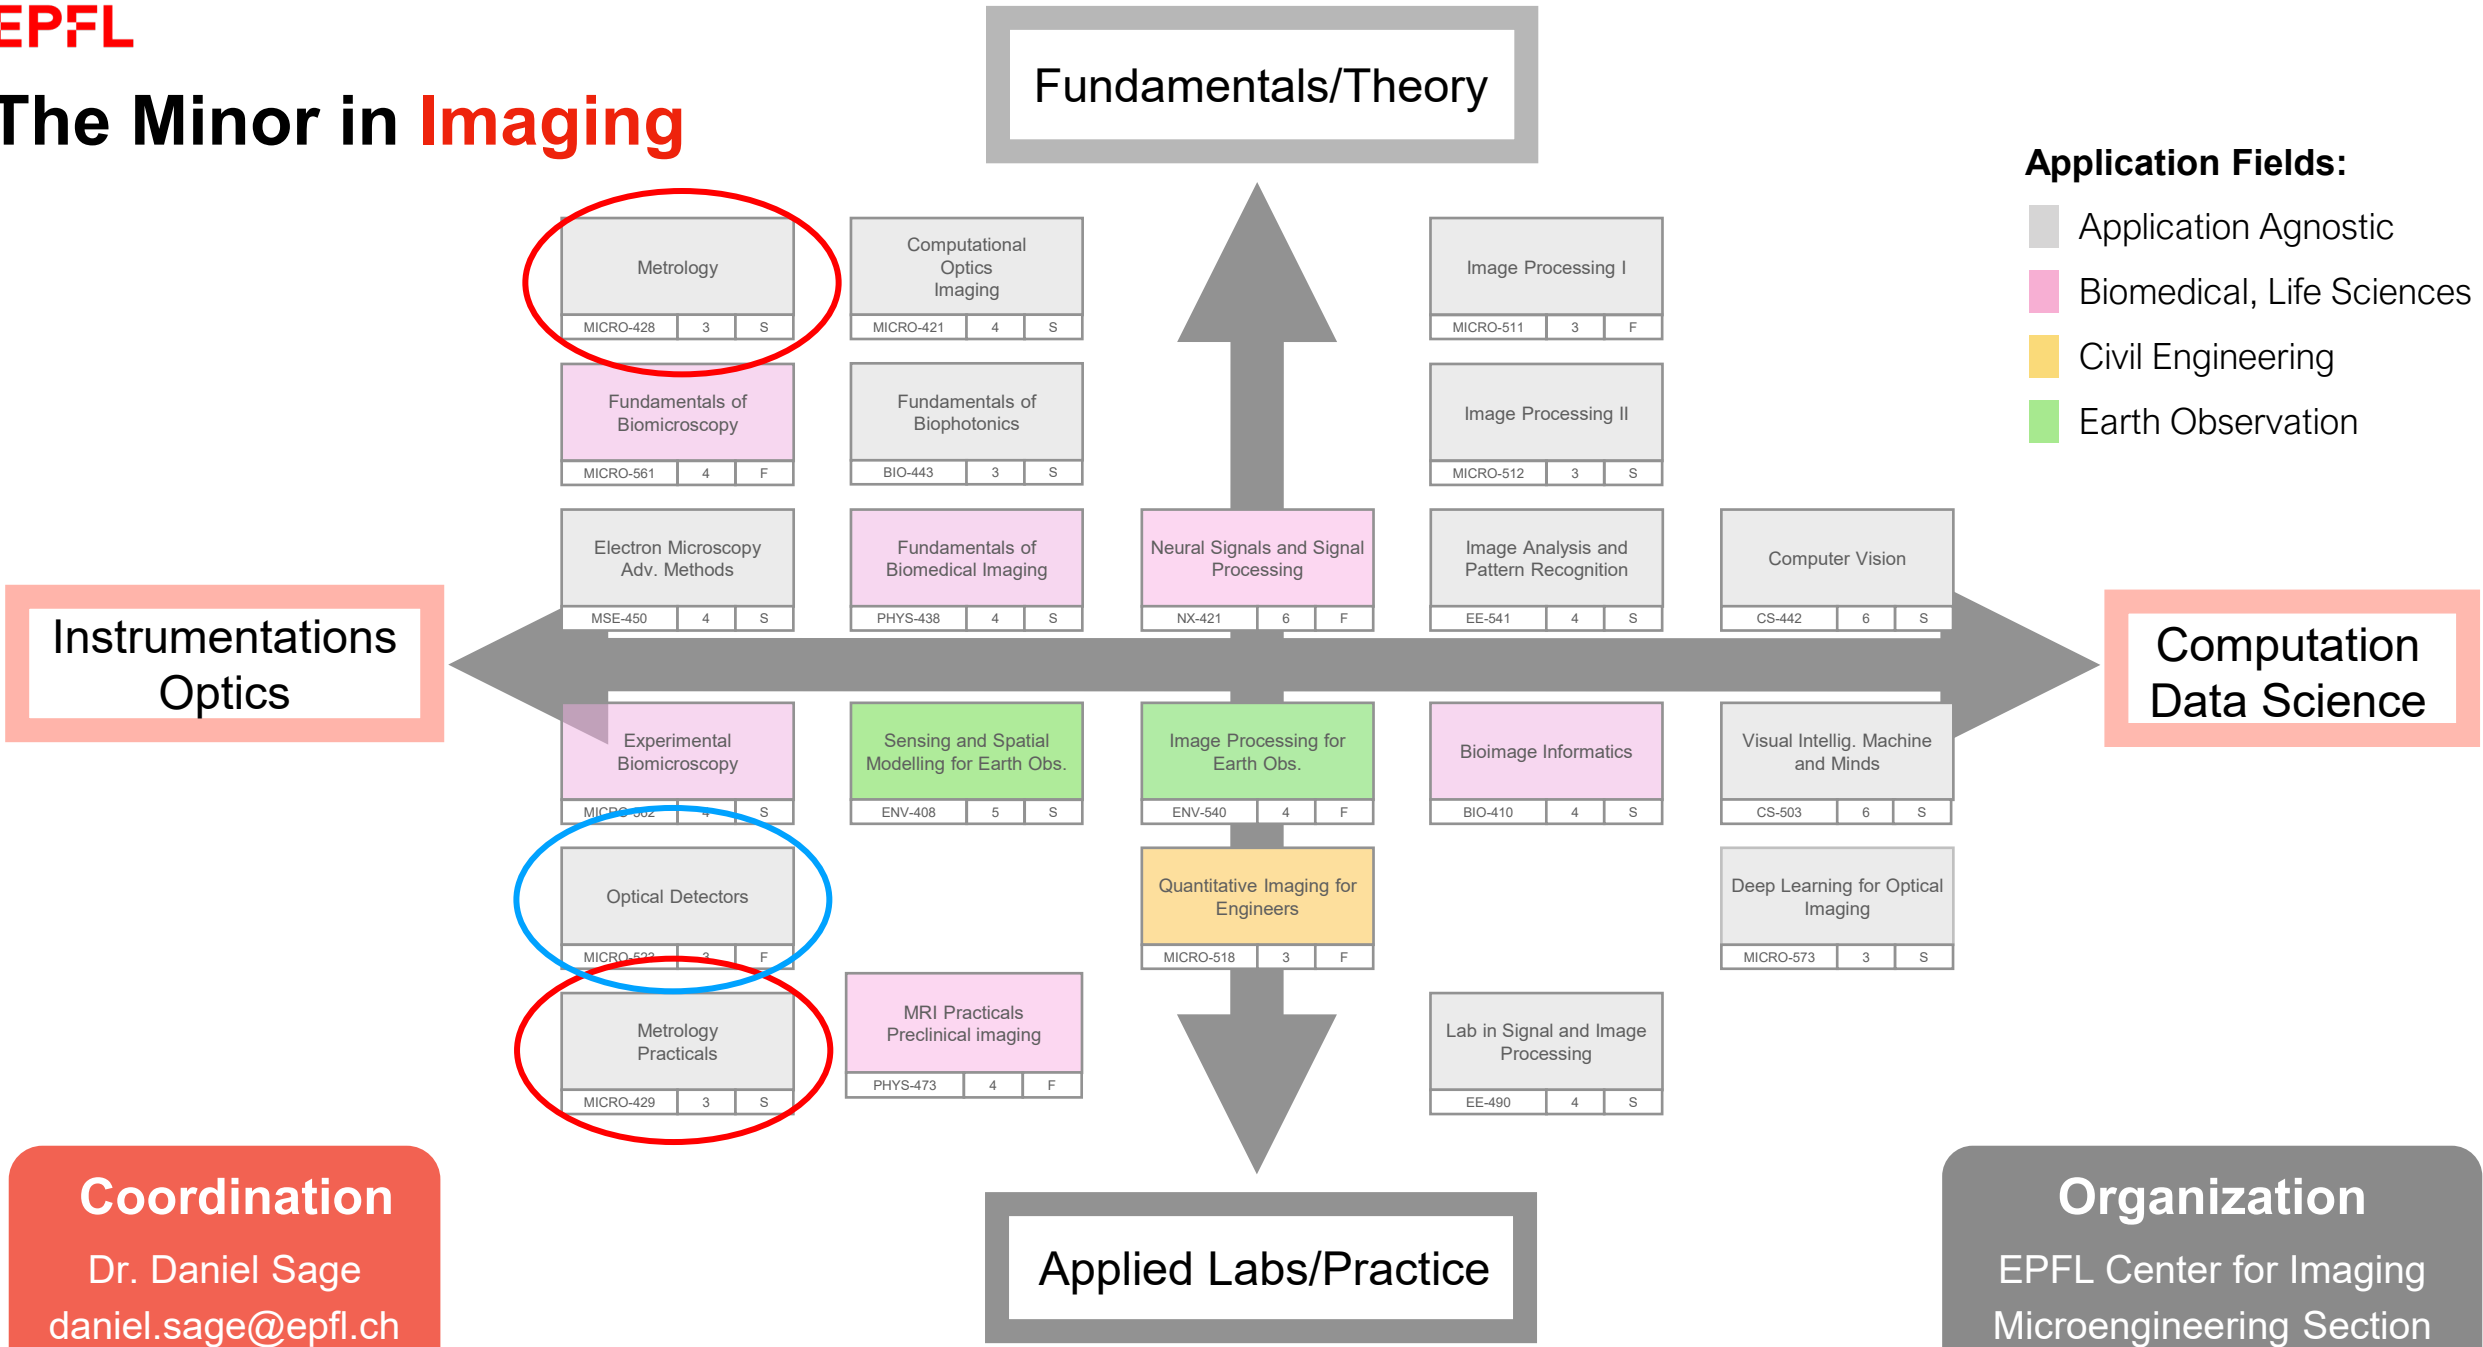 EPFL
The Minor in Imaging
Fundamentals/Theory
Application Fields:
Application Agnostic
Biomedical, Life Sciences
Civil Engineering
Earth Observation
Metrology
MICRO-428 3 S
Computational
Optics
Imaging
MICRO-421 4 S
Image Processing I
MICRO-511 3 F
Fundamentals of
Biomicroscopy
MICRO-561 4 F
Fundamentals of
Biophotonics
BIO-443 3 S
Image Processing II
MICRO-512 3 S
Electron Microscopy
Adv. Methods
MSE-450 4 S
Fundamentals of
Biomedical Imaging
PHYS-438 4 S
Neural Signals and Signal
Processing
NX-421 6 F
Image Analysis and
Pattern Recognition
EE-541 4 S
Computer Vision
CS-442 6 S
Instrumentations
Optics
Computation
Data Science
Experimental
Biomicroscopy
MICRO-562 4 S
Sensing and Spatial
Modelling for Earth Obs.
ENV-408 5 S
Image Processing for
Earth Obs.
ENV-540 4 F
Bioimage Informatics
BIO-410 4 S
Visual Intellig. Machine
and Minds
CS-503 6 S
Optical Detectors
MICRO-523 3 F
Quantitative Imaging for
Engineers
MICRO-518 3 F
Deep Learning for Optical
Imaging
MICRO-573 3 S
Metrology
Practicals
MICRO-429 3 S
MRI Practicals
Preclinical imaging
PHYS-473 4 F
Lab in Signal and Image
Processing
EE-490 4 S
Applied Labs/Practice
Coordination
Dr. Daniel Sage
daniel.sage@epfl.ch
Organization
EPFL Center for Imaging
Microengineering Section